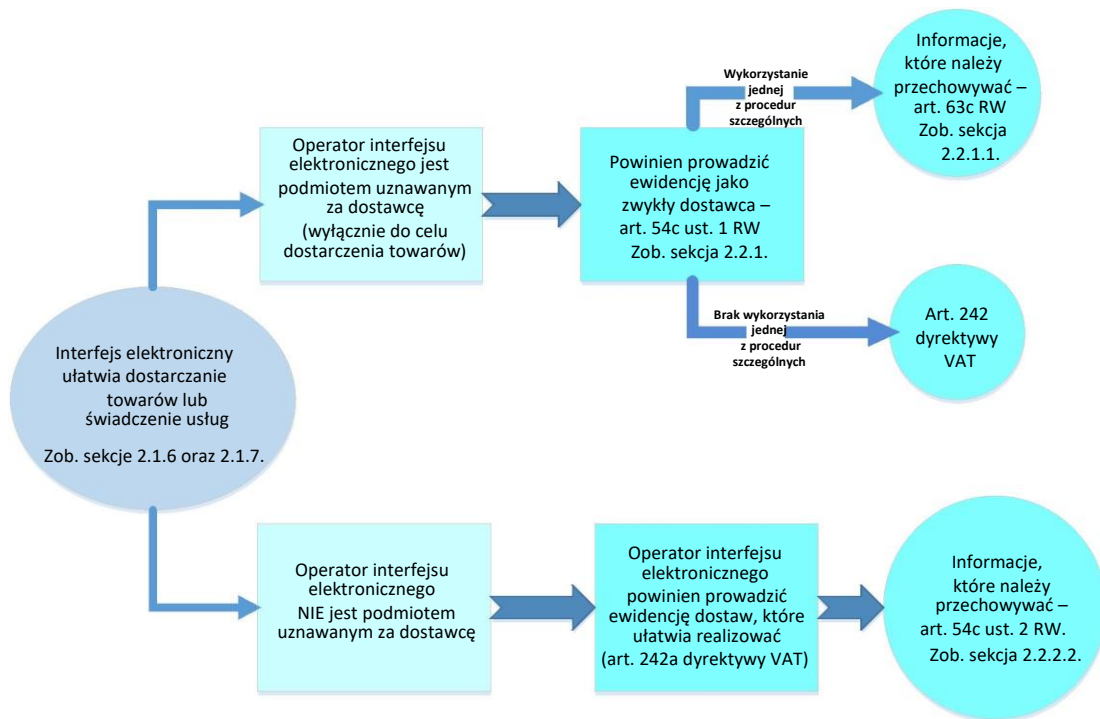 Interfejs elektroniczny
ułatwia dostarczanie
towarów lub
świadczenie usług
Zob. sekcje 2.1.6 oraz 2.1.7.
Operator interfejsu
elektronicznego jest
podmiotem uznawanym
za dostawcę
(wyłącznie do celu
dostarczenia towarów)
Powinien prowadzić
ewidencję jako
zwykły dostawca –
art. 54c ust. 1 RW
Zob. sekcja 2.2.1.
Wykorzystanie
jednej
z procedur
szczególnych
Informacje,
które należy
przechowywać –
art. 63c RW
Zob. sekcja
2.2.1.1.
Brak wykorzystania
jednej
z procedur
szczególnych
Art. 242
dyrektywy
VAT
Operator interfejsu
elektronicznego
NIE jest podmiotem
uznawanym za dostawcę
Operator interfejsu
elektronicznego
powinien prowadzić
ewidencję dostaw, które
ułatwia realizować
(art. 242a dyrektywy VAT)
Informacje,
które należy
przechowywać –
art. 54c ust. 2 RW.
Zob. sekcja 2.2.2.2.